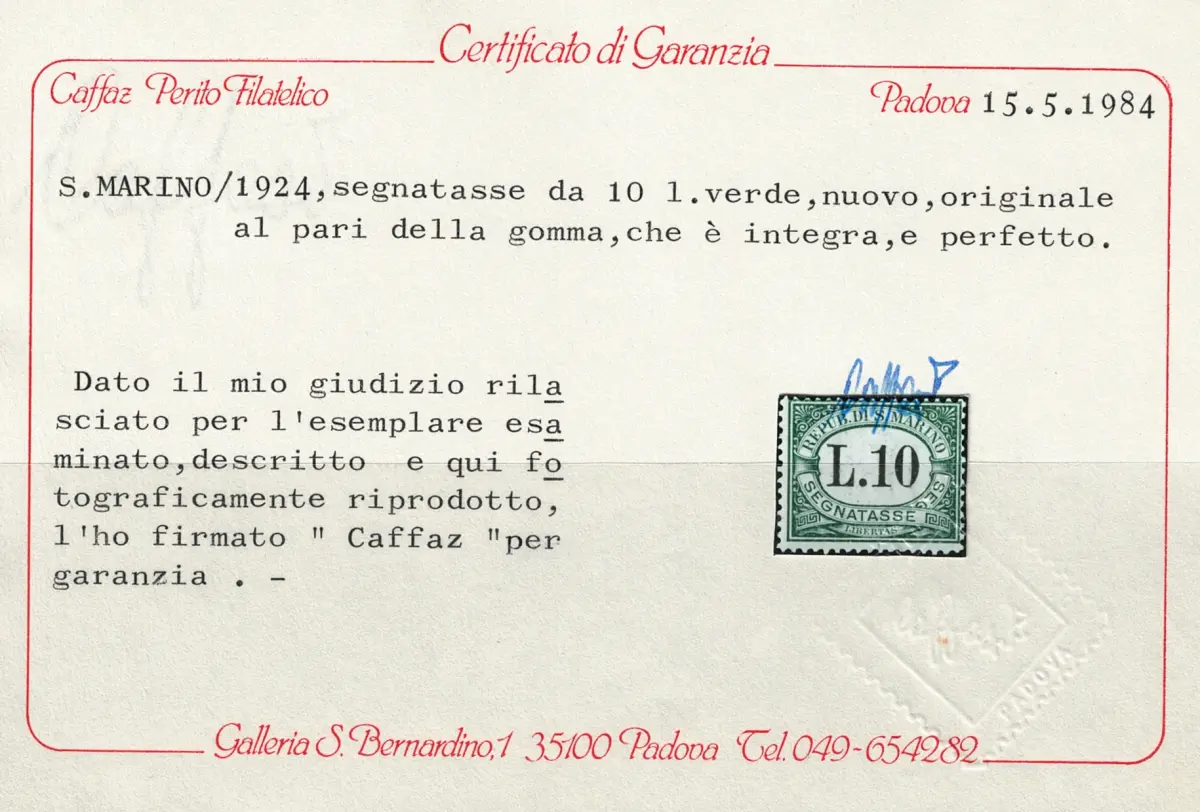 Certificato di Garanzia
Caffaz Perito Filatelico
Padova 15.5.1984
S.MARINO/1924,segnatasse da 10 l.verde,nuovo,originale
al pari della gomma,che è integra,e perfetto.
Dato il mio giudizio rila
sciato per l'esemplare esa
minato,descritto e qui fo
tograficamente riprodotto,
l'ho firmato " Caffaz "per
garanzia . -
REPUB. DI S. MARINO
L.10
SEGNATASSE
LIBERTAS
PADOVA
Galleria S. Bernardino,1 35100 Padova Tel. 049-654282